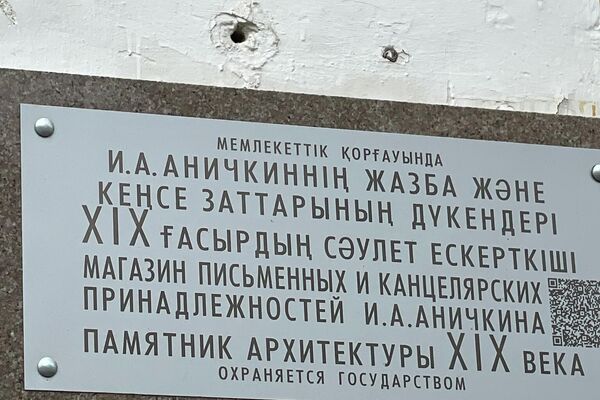 МЕМЛЕКЕТТІК ҚОРҒАУЫНДА
И.А.АНИЧКИННІҢ ЖАЗБА ЖӘНЕ
КЕҢСЕ ЗАТТАРЫНЫҢ ДҮКЕНДЕРІ
XIX ҒАСЫРДЫҢ СӘУЛЕТ ЕСКЕРТКІШІ
МАГАЗИН ПИСЬМЕННЫХ И КАНЦЕЛЯРСКИХ
ПРИНАДЛЕЖНОСТЕЙ И.А.АНИЧКИНА
ПАМЯТНИК АРХИТЕКТУРЫ XIX ВЕКА
ОХРАНЯЕТСЯ ГОСУДАРСТВОМ